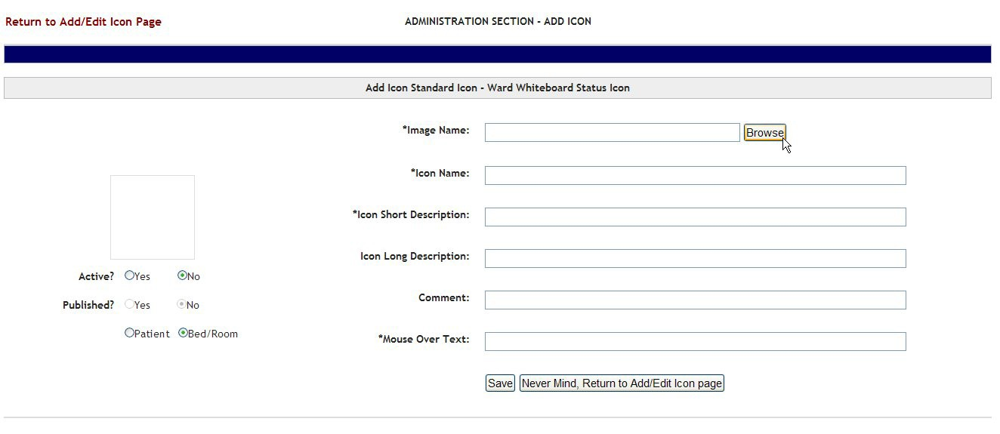 Return to Add/Edit Icon Page
ADMINISTRATION SECTION - ADD ICON
Add Icon Standard Icon - Ward Whiteboard Status Icon
*Image Name:
Browse
*Icon Name:
*Icon Short Description:
Icon Long Description:
Active? Yes No
Comment:
Published? Yes No
Patient Bed/Room
*Mouse Over Text:
Save Never Mind, Return to Add/Edit Icon page